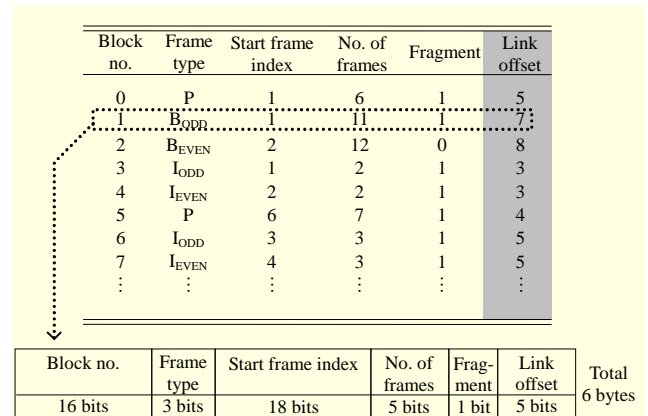 Block no. Frame type Start frame index No. of frames Fragment Link offset
0 P 1 6 1 5
1 B_ODD 1 11 1 7
2 B_EVEN 2 12 0 8
3 I_ODD 1 2 1 3
4 I_EVEN 2 2 1 3
5 P 6 7 1 4
6 I_ODD 3 3 1 5
7 I_EVEN 4 3 1 5
⋮ ⋮ ⋮ ⋮ ⋮ ⋮
Block no. Frame type Start frame index No. of frames Frag-ment Link offset Total 6 bytes
16 bits 3 bits 18 bits 5 bits 1 bit 5 bits